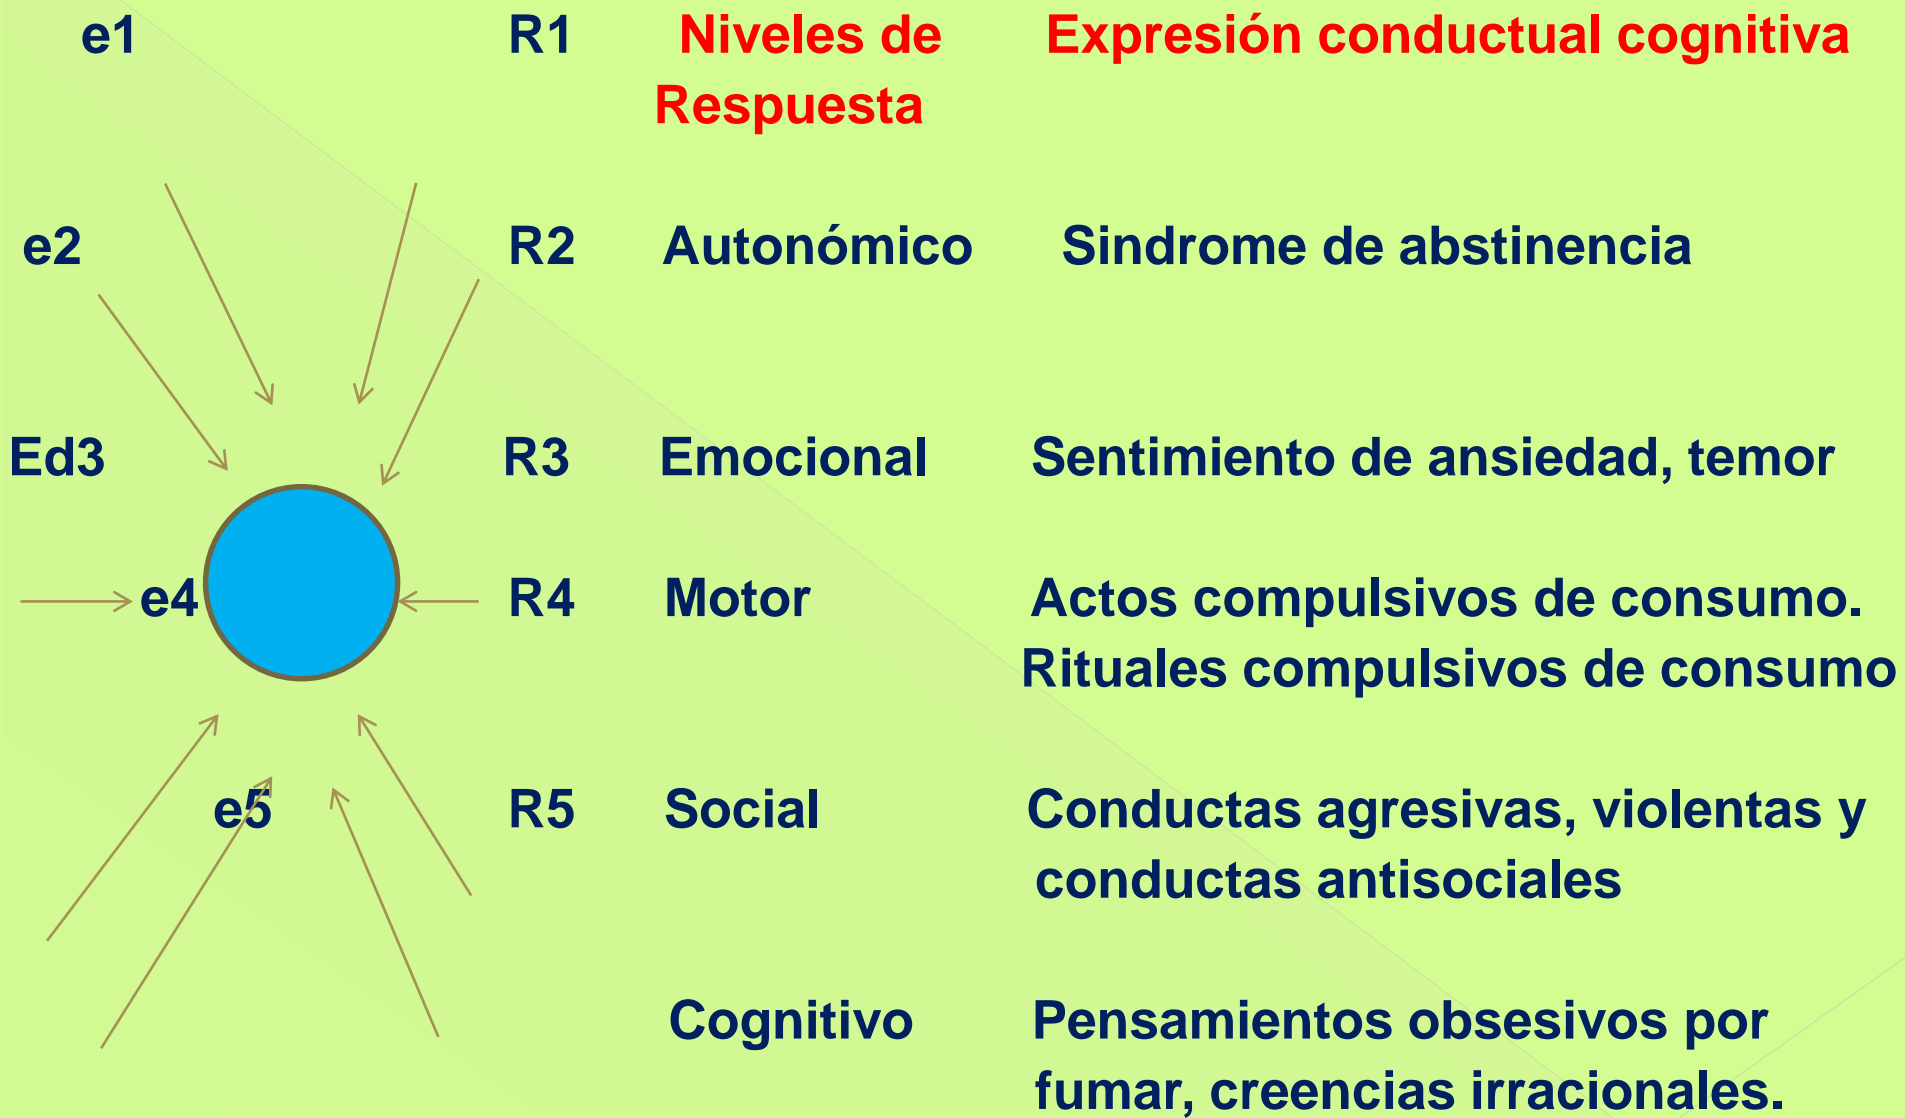 e1 R1 Niveles de Expresión conductual cognitiva
Respuesta
e2 R2 Autonómico Sindrome de abstinencia
Ed3 R3 Emocional Sentimiento de ansiedad, temor
e4 R4 Motor Actos compulsivos de consumo.
Rituales compulsivos de consumo
e5 R5 Social Conductas agresivas, violentas y
conductas antisociales
Cognitivo Pensamientos obsesivos por
fumar, creencias irracionales.